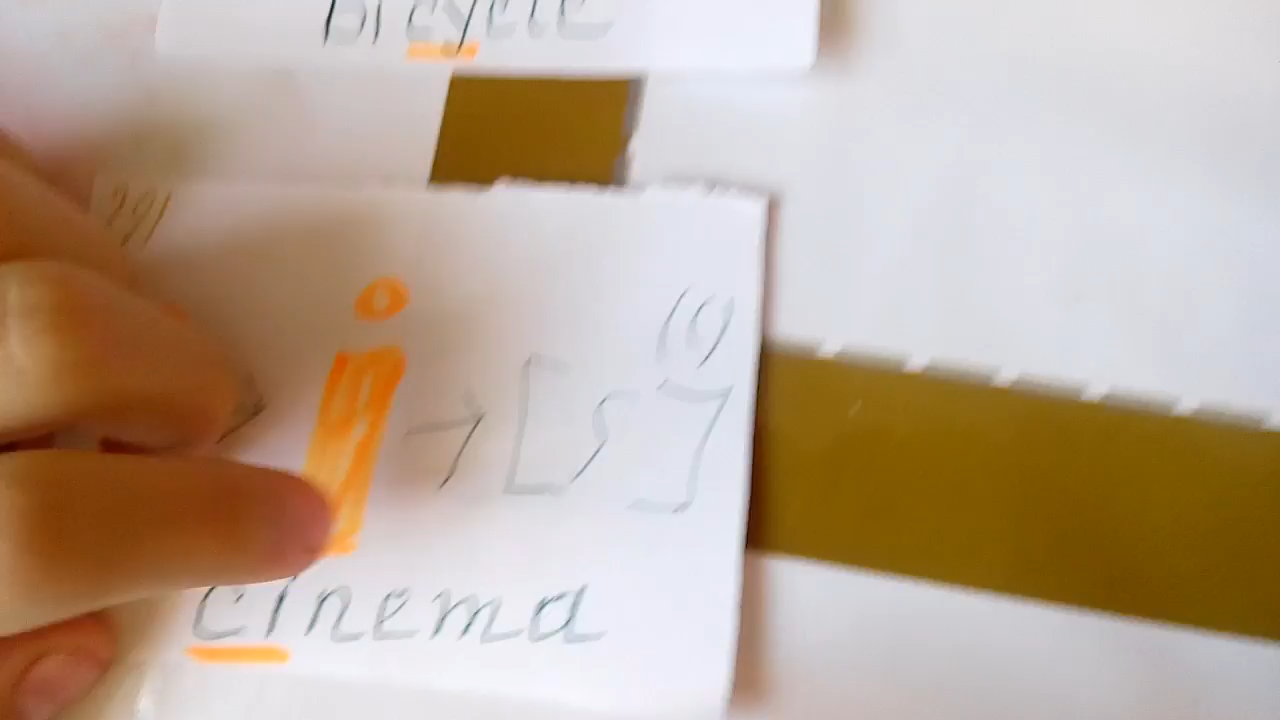 bicycle
i → [s]
cinema